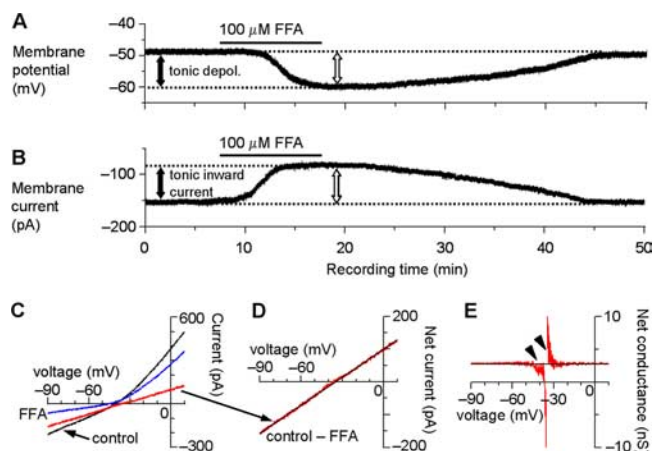 A
100 µM FFA
Membrane
potential
(mV)
−50
−60
tonic depol.
B
100 µM FFA
Membrane
current
(pA)
−100
−200
tonic inward
current
0
10
20
30
40
50
Recording time (min)
C
600
voltage (mV)
−90
−60
0
Current (pA)
FFA
control
−300
D
200
voltage (mV)
−90
−60
0
Net current (pA)
control − FFA
−200
E
10
−90
−60
−30
0
voltage (mV)
Net conductance (nS)
−10